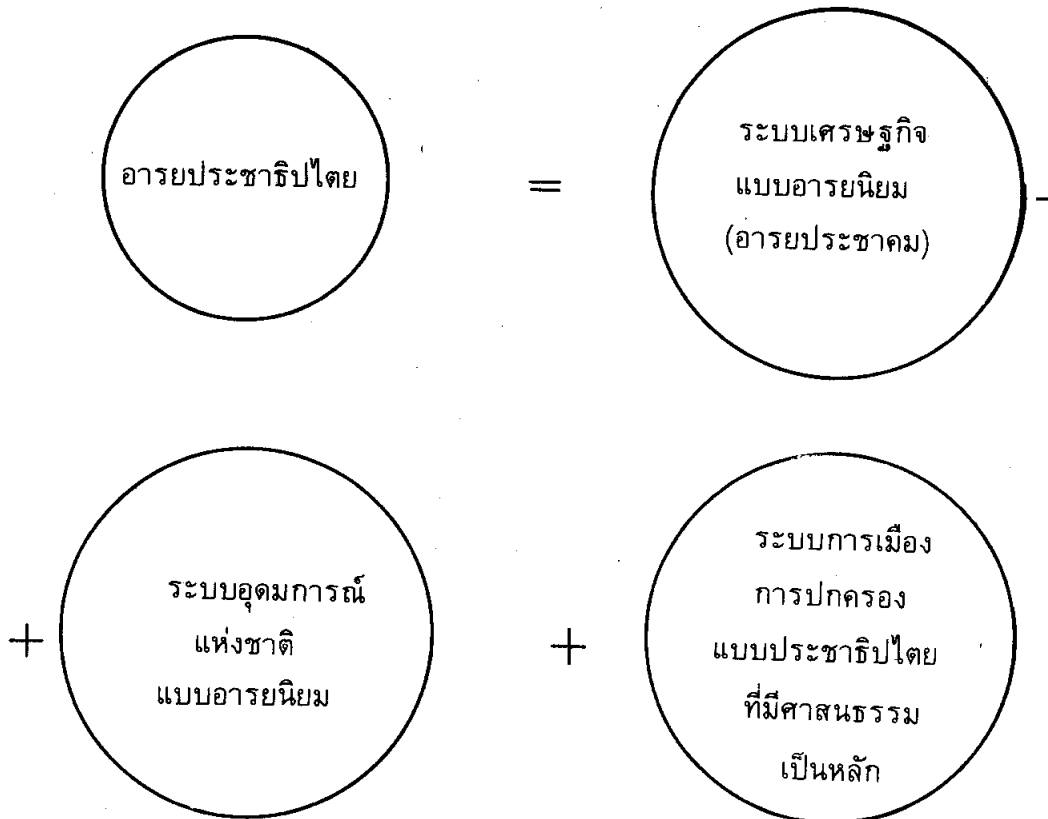 อารยประชาธิปไตย
=
ระบบเศรษฐกิจ
แบบอารยนิยม
(อารยประชาคม)
+
ระบบอุดมการณ์
แห่งชาติ
แบบอารยนิยม
+
ระบบการเมือง
การปกครอง
แบบประชาธิปไตย
ที่มีศาสนธรรม
เป็นหลัก